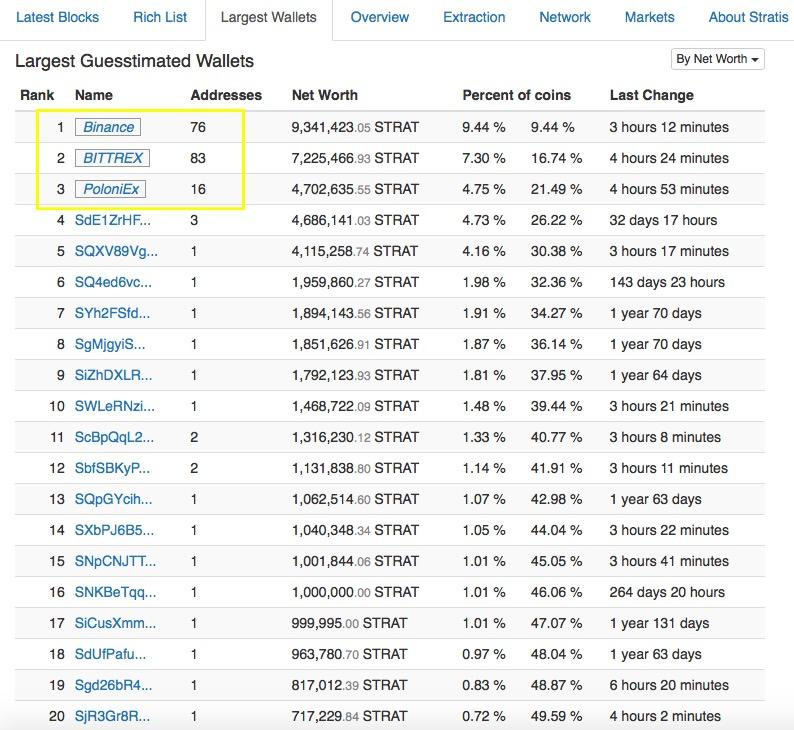 Latest Blocks Rich List Largest Wallets Overview Extraction Network Markets About Stratis
Largest Guesstimated Wallets By Net Worth
Rank Name Addresses Net Worth Percent of coins Last Change
1 Binance 76 9,341,423.05 STRAT 9.44 % 9.44 % 3 hours 12 minutes
2 BITTREX 83 7,225,466.93 STRAT 7.30 % 16.74 % 4 hours 24 minutes
3 PoloniEx 16 4,702,635.55 STRAT 4.75 % 21.49 % 4 hours 53 minutes
4 SdE1ZrHF... 3 4,686,141.03 STRAT 4.73 % 26.22 % 32 days 17 hours
5 SQXV89Vg... 1 4,115,258.74 STRAT 4.16 % 30.38 % 3 hours 17 minutes
6 SQ4ed6vc... 1 1,959,860.27 STRAT 1.98 % 32.36 % 143 days 23 hours
7 SYh2FSfd... 1 1,894,143.56 STRAT 1.91 % 34.27 % 1 year 70 days
8 SgMjgyiS... 1 1,851,626.91 STRAT 1.87 % 36.14 % 1 year 70 days
9 SiZhDXLR... 1 1,792,123.93 STRAT 1.81 % 37.95 % 1 year 64 days
10 SWLeRNzi... 1 1,468,722.09 STRAT 1.48 % 39.44 % 3 hours 21 minutes
11 ScBpQqL2... 2 1,316,230.12 STRAT 1.33 % 40.77 % 3 hours 8 minutes
12 SbfSBKyP... 2 1,131,838.80 STRAT 1.14 % 41.91 % 3 hours 11 minutes
13 SQpGYcih... 1 1,062,514.60 STRAT 1.07 % 42.98 % 1 year 63 days
14 SXbPJ6B5... 1 1,040,348.34 STRAT 1.05 % 44.04 % 3 hours 22 minutes
15 SNpCNJTT... 1 1,001,844.06 STRAT 1.01 % 45.05 % 3 hours 41 minutes
16 SNKBeTqq... 1 1,000,000.00 STRAT 1.01 % 46.06 % 264 days 20 hours
17 SiCusXmm... 1 999,995.00 STRAT 1.01 % 47.07 % 1 year 131 days
18 SdUfPafu... 1 963,780.70 STRAT 0.97 % 48.04 % 1 year 63 days
19 Sgd26bR4... 1 817,012.39 STRAT 0.83 % 48.87 % 6 hours 20 minutes
20 SjR3Gr8R... 1 717,229.84 STRAT 0.72 % 49.59 % 4 hours 2 minutes